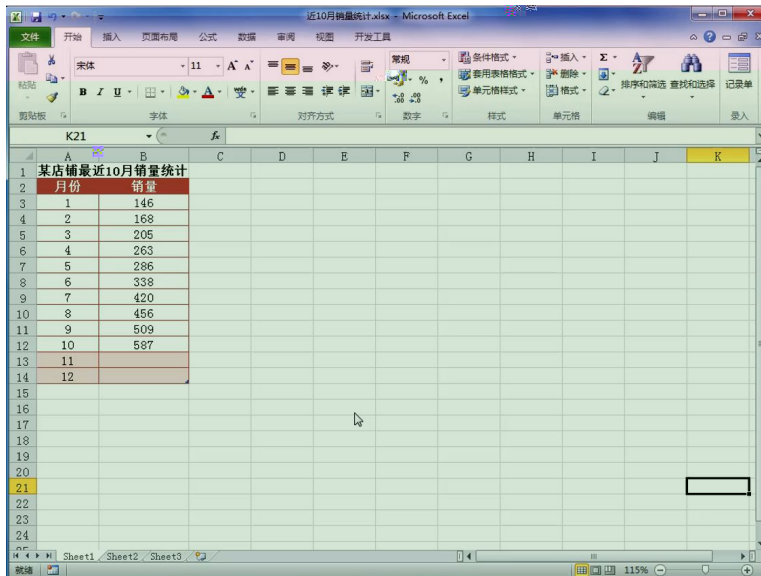 近10月销量统计.xlsx - Microsoft Excel
文件 开始 插入 页面布局 公式 数据 审阅 视图 开发工具
粘贴 宋体 11 A A 常规 条件格式 插入 Σ
B I U A 套用表格格式 删除 排序和筛选 查找和选择 记录单
% , 单元格样式 格式
剪贴板 字体 对齐方式 数字 样式 单元格 编辑 录入
K21 fx
A B C D E F G H I J K
1 某店铺最近10月销量统计
2 月份 销量
3 1 146
4 2 168
5 3 205
6 4 263
7 5 286
8 6 338
9 7 420
10 8 456
11 9 509
12 10 587
13 11
14 12
15
16
17
18
19
20
21
22
23
24
25
Sheet1 Sheet2 Sheet3
就绪 115%